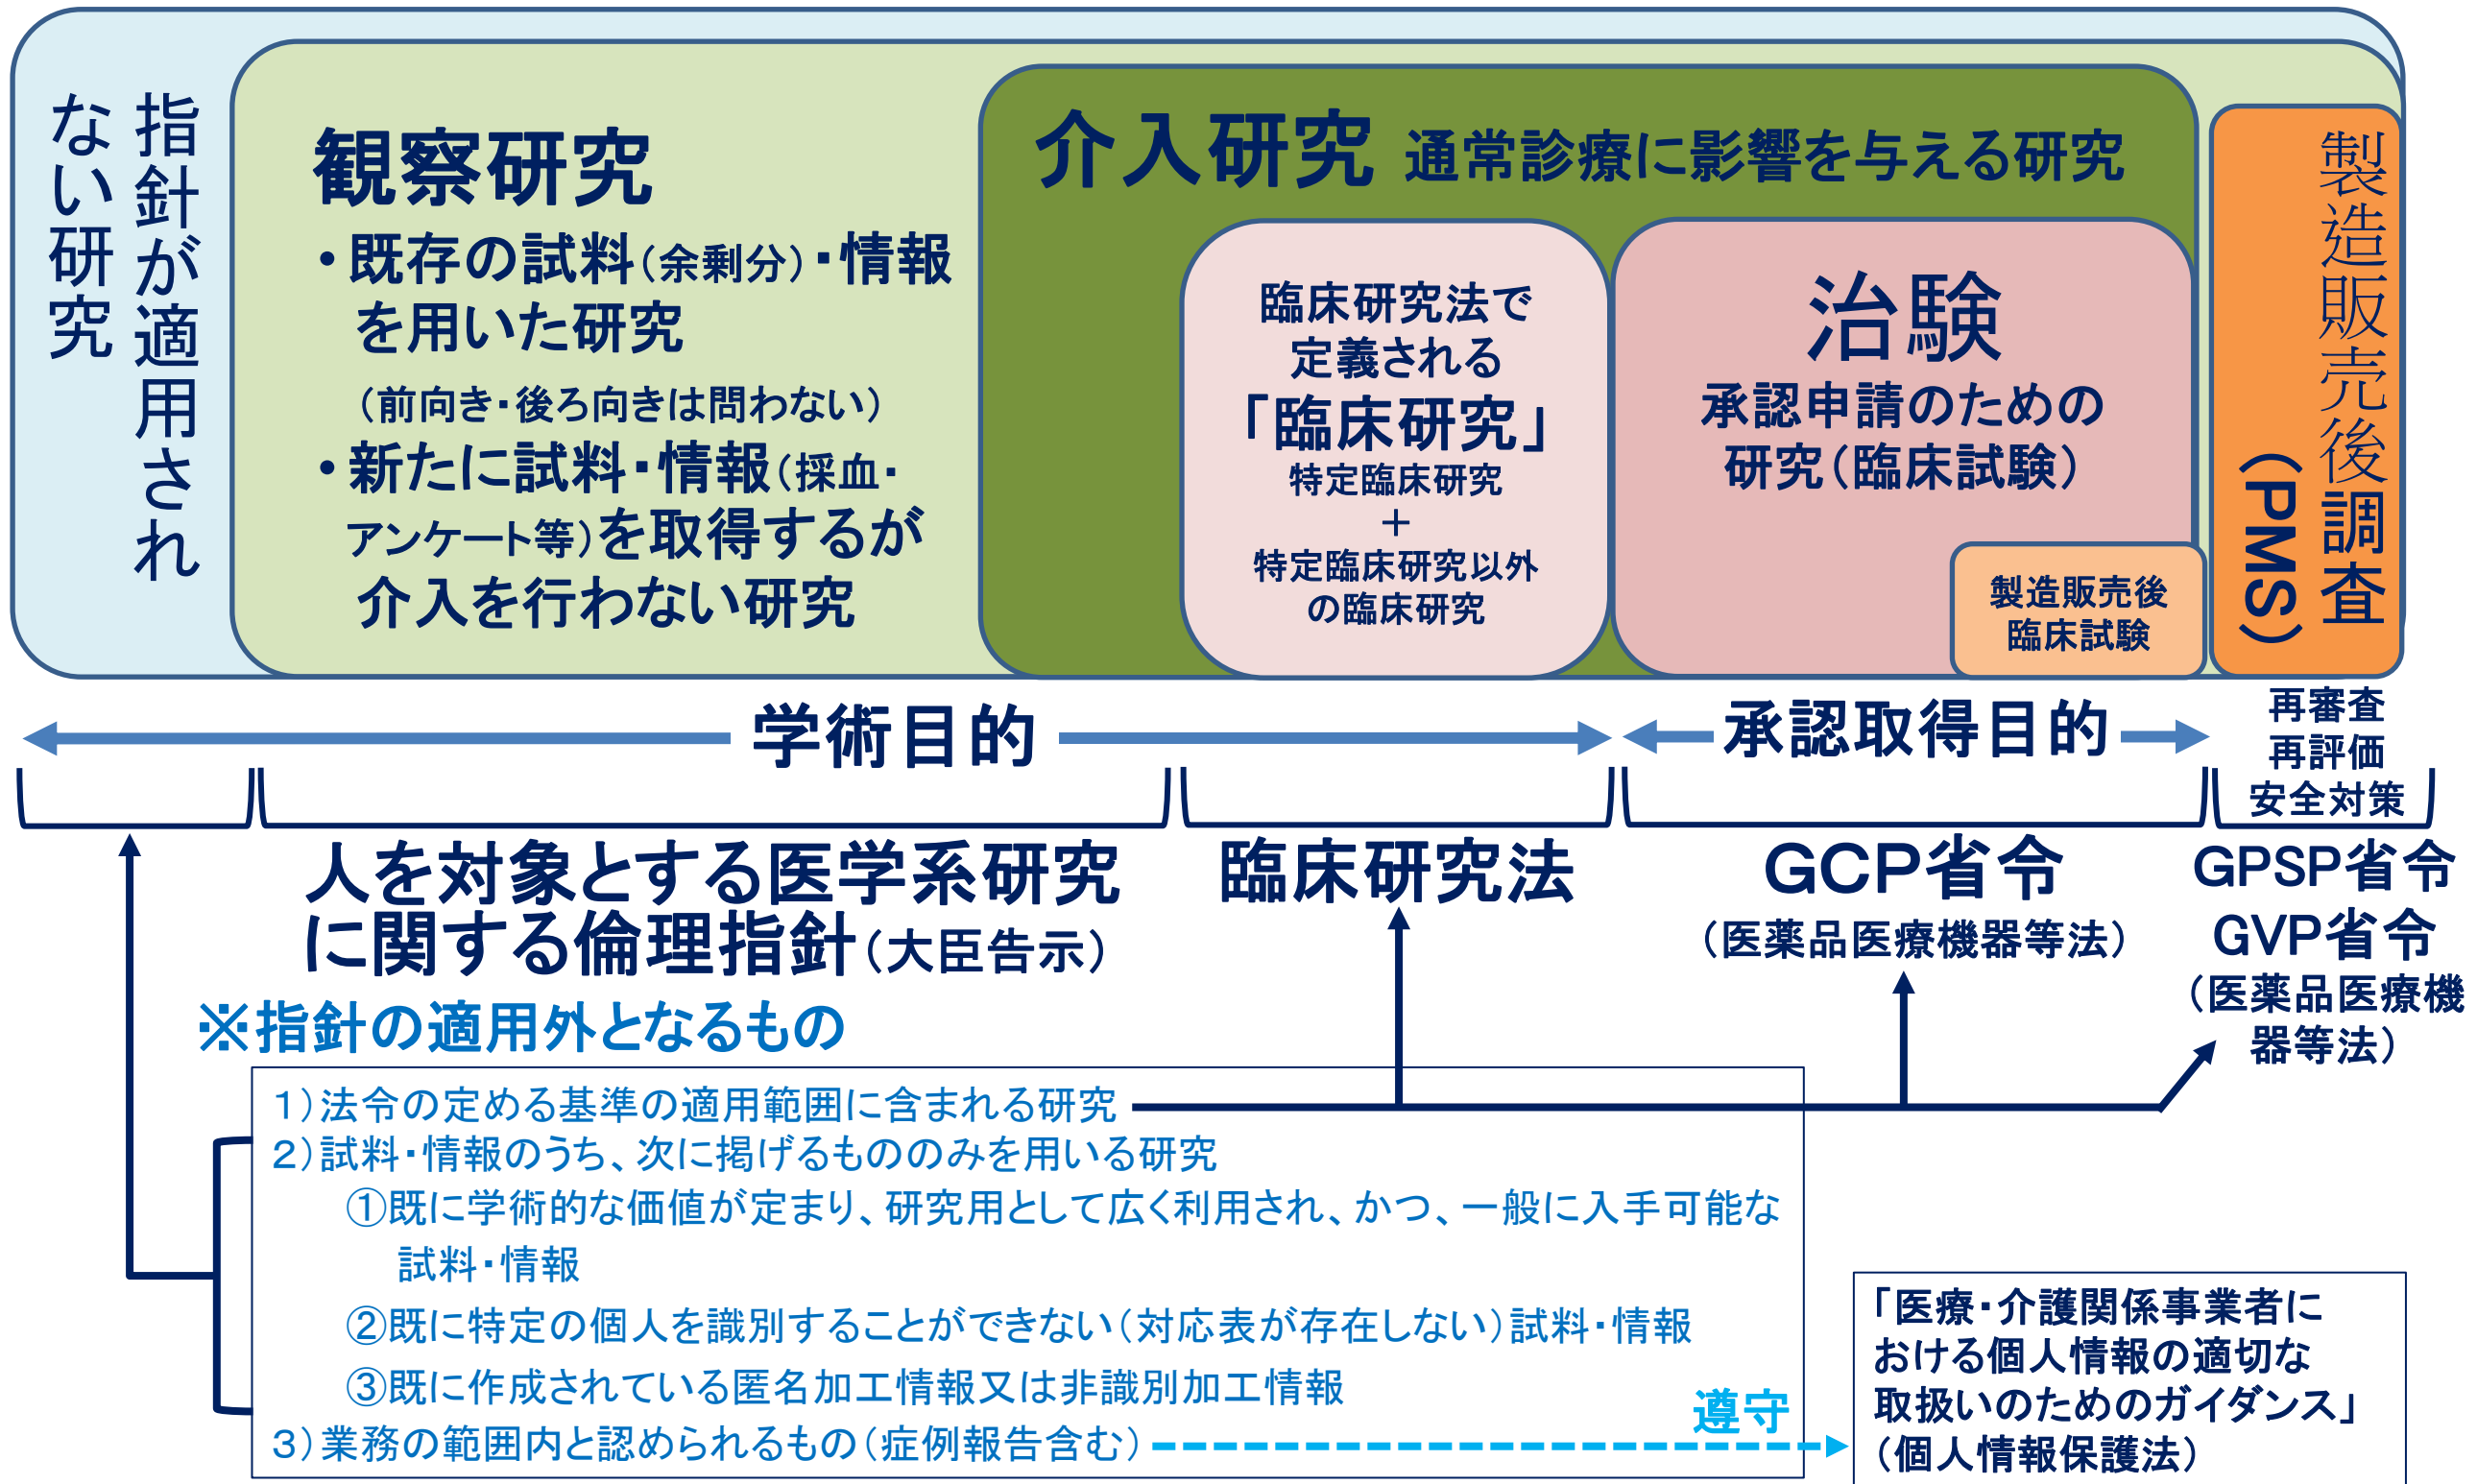 指針が適用され
ない研究
観察研究
・既存の試料(余剰分)・情報
を用いた研究
(前向き・後ろ向きは問わない)
・新たに試料・情報(採血・
アンケート等)を取得するが
介入を行わない研究
介入研究 通常診療に影響を与える研究
臨床研究法で
定義される
「臨床研究」
特定臨床研究
+
特定臨床研究以外
の臨床研究
治験
承認申請のための
研究(臨床試験)
製造販売後
臨床試験
製造販売後調査
(PMS)
学術目的
承認取得目的
再審査
再評価
安全対策
人を対象とする医学系研究
に関する倫理指針(大臣告示)
臨床研究法
GCP省令
(医薬品医療機器等法)
GPSP省令
GVP省令
(医薬品医療機
器等法)
※指針の適用外となるもの
1)法令の定める基準の適用範囲に含まれる研究
2)試料・情報のうち、次に掲げるもののみを用いる研究
①既に学術的な価値が定まり、研究用として広く利用され、かつ、一般に入手可能な
試料・情報
②既に特定の個人を識別することができない(対応表が存在しない)試料・情報
③既に作成されている匿名加工情報又は非識別加工情報
3)業務の範囲内と認められるもの(症例報告含む)
遵守
「医療・介護関係事業者に
おける個人情報の適切な
取扱いのためのガイダンス」
(個人情報保護法)